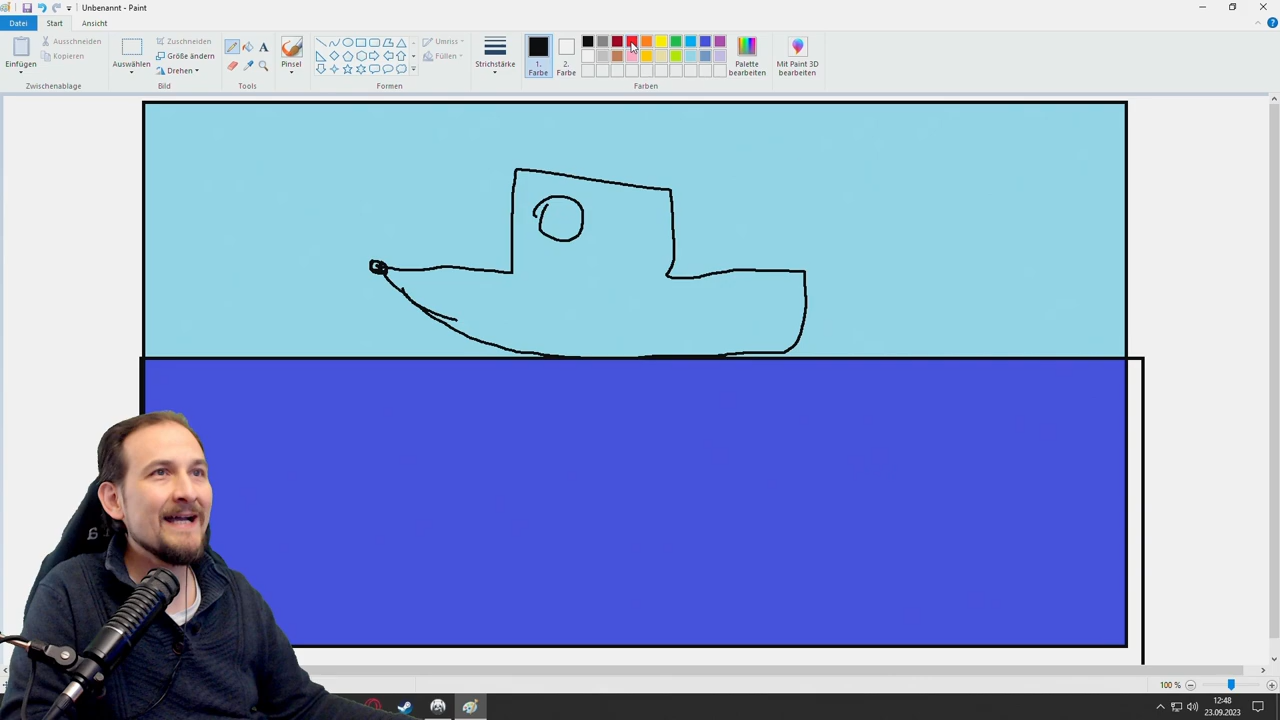 Unbenannt - Paint
Datei
Start
Ansicht
Einfügen
Ausschneiden
Kopieren
Zwischenablage
Auswählen
Zuschneiden
Größe ändern
Drehen
Bild
A
Tools
Pinsel
Umriss
Füllen
Formen
Strichstärke
1.
Farbe
2.
Farbe
Palette
bearbeiten
Farben
Mit Paint 3D
bearbeiten
100 %
12:48
23.09.2023